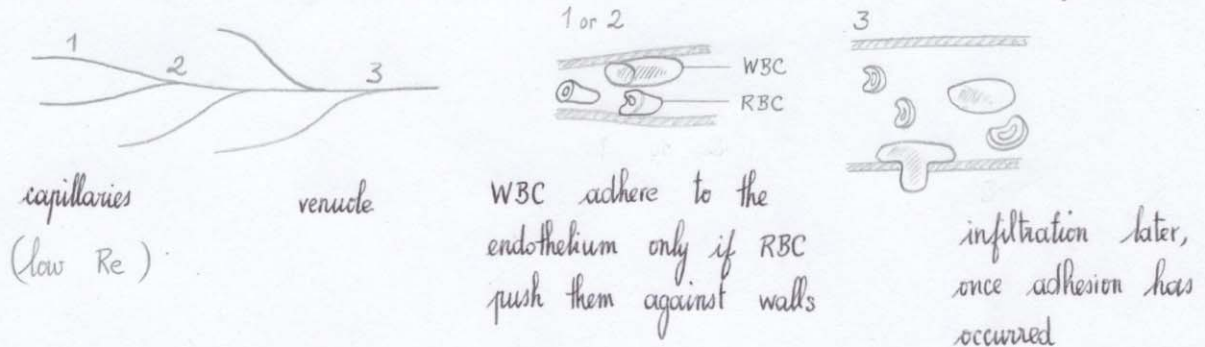 1
2
3
capillaries
venucle
(low Re)
1 or 2
WBC
RBC
WBC adhere to the
endothelium only if RBC
push them against walls
3
infiltration later,
once adhesion has
occurred